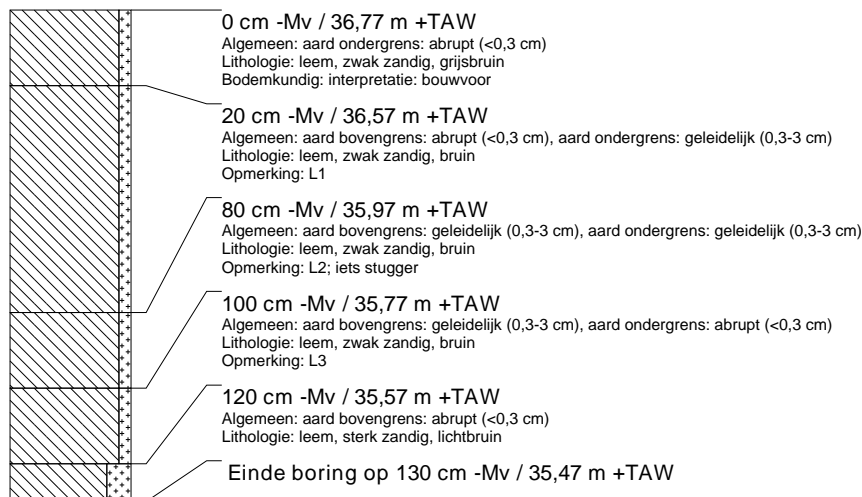 0 cm -Mv / 36,77 m +TAW
Algemeen: aard ondergrens: abrupt (<0,3 cm)
Lithologie: leem, zwak zandig, grijsbruin
Bodemkundig: interpretatie: bouwvoor
20 cm -Mv / 36,57 m +TAW
Algemeen: aard bovengrens: abrupt (<0,3 cm), aard ondergrens: geleidelijk (0,3-3 cm)
Lithologie: leem, zwak zandig, bruin
Opmerking: L1
80 cm -Mv / 35,97 m +TAW
Algemeen: aard bovengrens: geleidelijk (0,3-3 cm), aard ondergrens: geleidelijk (0,3-3 cm)
Lithologie: leem, zwak zandig, bruin
Opmerking: L2; iets stugger
100 cm -Mv / 35,77 m +TAW
Algemeen: aard bovengrens: geleidelijk (0,3-3 cm), aard ondergrens: abrupt (<0,3 cm)
Lithologie: leem, zwak zandig, bruin
Opmerking: L3
120 cm -Mv / 35,57 m +TAW
Algemeen: aard bovengrens: abrupt (<0,3 cm)
Lithologie: leem, sterk zandig, lichtbruin
Einde boring op 130 cm -Mv / 35,47 m +TAW